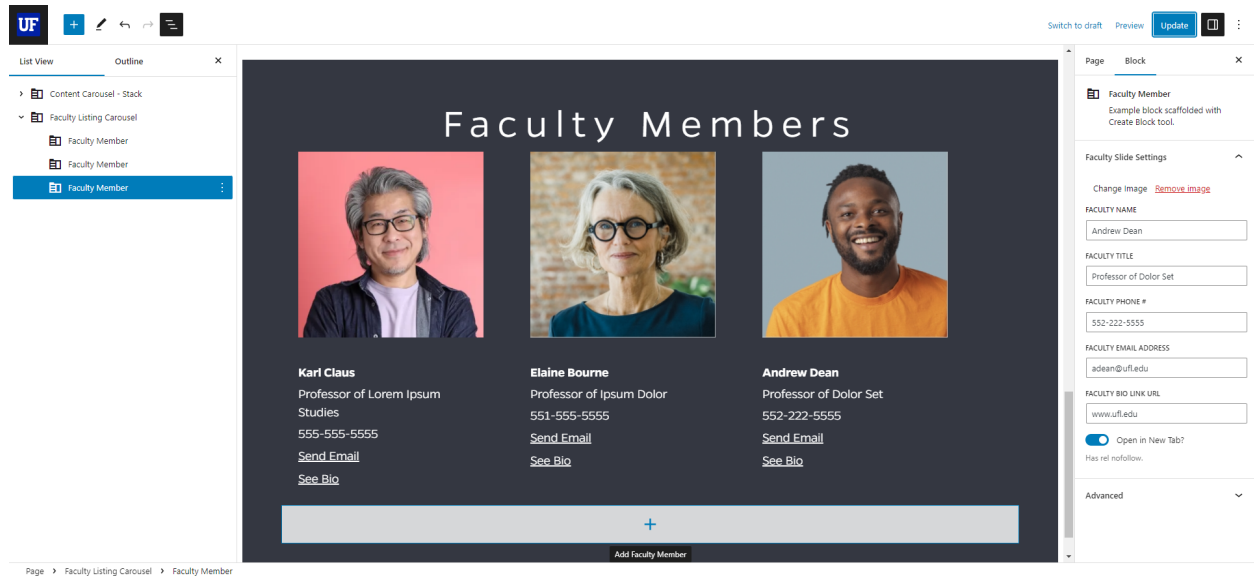 UF
Switch to draft Preview Update
List View Outline
Content Carousel - Stack
Faculty Listing Carousel
Faculty Member
Faculty Member
Faculty Member
Faculty Members
Karl Claus
Professor of Lorem Ipsum
Studies
555-555-5555
Send Email
See Bio
Elaine Bourne
Professor of Ipsum Dolor
551-555-5555
Send Email
See Bio
Andrew Dean
Professor of Dolor Set
552-222-5555
Send Email
See Bio
Add Faculty Member
Page Block
Faculty Member
Example block scaffolded with
Create Block tool.
Faculty Slide Settings
Change Image Remove image
FACULTY NAME
Andrew Dean
FACULTY TITLE
Professor of Dolor Set
FACULTY PHONE #
552-222-5555
FACULTY EMAIL ADDRESS
adean@ufl.edu
FACULTY BIO LINK URL
www.ufl.edu
Open in New Tab?
Has rel nofollow.
Advanced
Page > Faculty Listing Carousel > Faculty Member